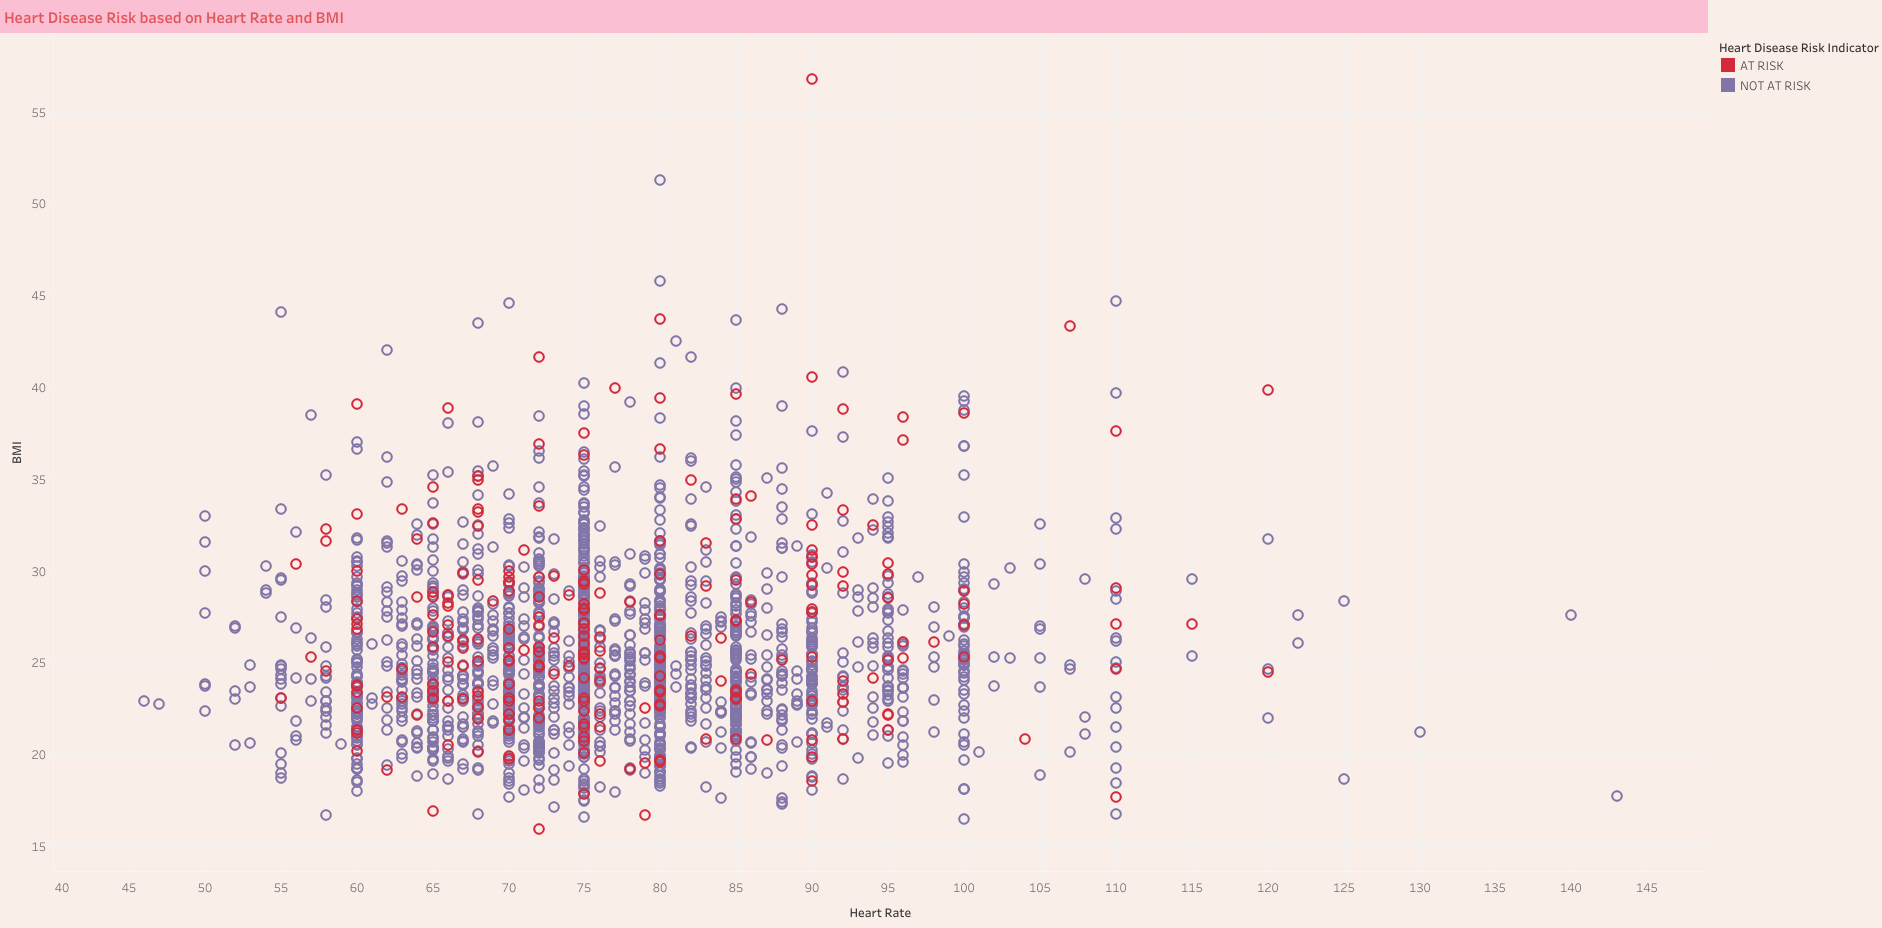 Heart Disease Risk based on Heart Rate and BMI
Heart Disease Risk Indicator
AT RISK
NOT AT RISK
55
50
45
40
35
30
25
20
15
BMI
40 45 50 55 60 65 70 75 80 85 90 95 100 105 110 115 120 125 130 135 140 145
Heart Rate